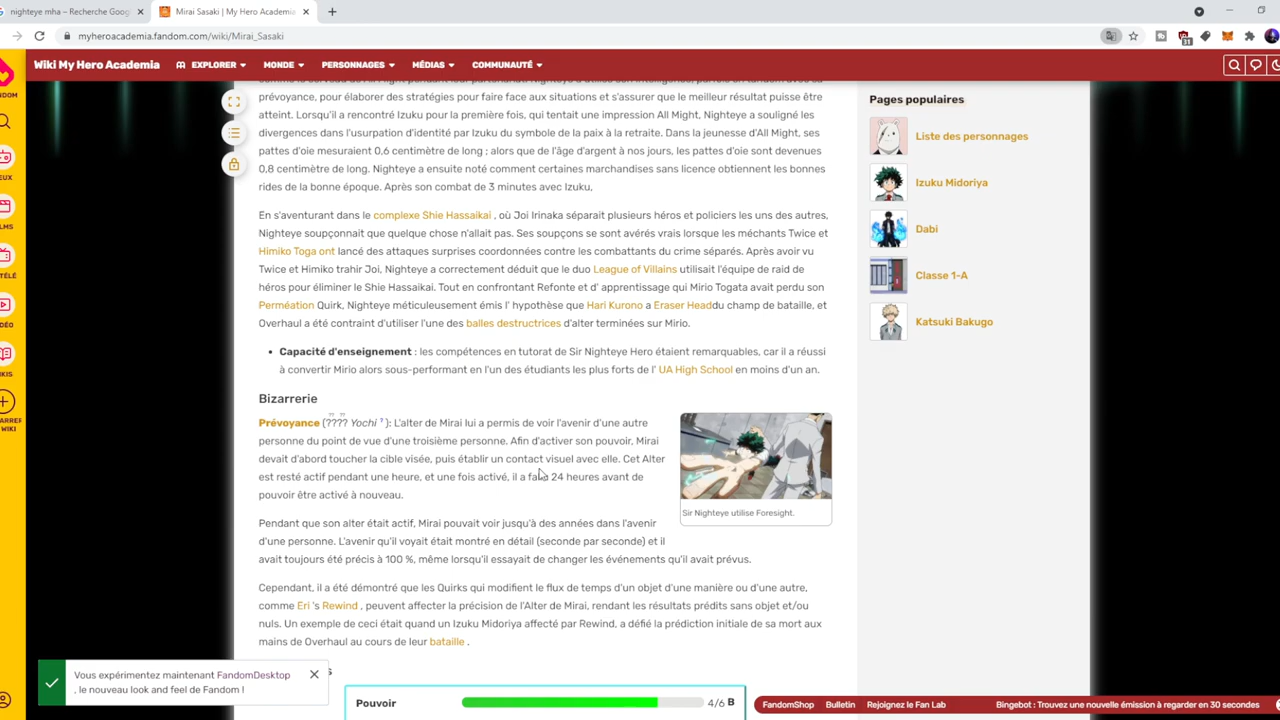 nighteye mha – Recherche Goog
Mirai Sasaki | My Hero Academia
myheroacademia.fandom.com/wiki/Mirai_Sasaki
31
Wiki My Hero Academia
EXPLORER
MONDE
PERSONNAGES
MÉDIAS
COMMUNAUTÉ
prévoyance, pour élaborer des stratégies pour faire face aux situations et s'assurer que le meilleur résultat puisse être
atteint. Lorsqu'il a rencontré Izuku pour la première fois, qui tentait une impression All Might, Nighteye a souligné les
divergences dans l'usurpation d'identité par Izuku du symbole de la paix à la retraite. Dans la jeunesse d'All Might, ses
pattes d'oie mesuraient 0,6 centimètre de long ; alors que de l'âge d'argent à nos jours, les pattes d'oie sont devenues
0,8 centimètre de long. Nighteye a ensuite noté comment certaines marchandises sans licence obtiennent les bonnes
rides de la bonne époque. Après son combat de 3 minutes avec Izuku,
En s'aventurant dans le complexe Shie Hassaikai , où Joi Irinaka séparait plusieurs héros et policiers les uns des autres,
Nighteye soupçonnait que quelque chose n'allait pas. Ses soupçons se sont avérés vrais lorsque les méchants Twice et
Himiko Toga ont lancé des attaques surprises coordonnées contre les combattants du crime séparés. Après avoir vu
Twice et Himiko trahir Joi, Nighteye a correctement déduit que le duo League of Villains utilisait l'équipe de raid de
héros pour éliminer le Shie Hassaikai. Tout en confrontant Refonte et d' apprentissage qui Mirio Togata avait perdu son
Perméation Quirk, Nighteye méticuleusement émis l' hypothèse que Hari Kurono a Eraser Headdu champ de bataille, et
Overhaul a été contraint d'utiliser l'une des balles destructrices d'alter terminées sur Mirio.
• Capacité d'enseignement : les compétences en tutorat de Sir Nighteye Hero étaient remarquables, car il a réussi
à convertir Mirio alors sous-performant en l'un des étudiants les plus forts de l' UA High School en moins d'un an.
Bizarrerie
Prévoyance (???? Yochi ? ): L'alter de Mirai lui a permis de voir l'avenir d'une autre
personne du point de vue d'une troisième personne. Afin d'activer son pouvoir, Mirai
devait d'abord toucher la cible visée, puis établir un contact visuel avec elle. Cet Alter
est resté actif pendant une heure, et une fois activé, il a fallu 24 heures avant de
pouvoir être activé à nouveau.
Sir Nighteye utilise Foresight.
Pendant que son alter était actif, Mirai pouvait voir jusqu'à des années dans l'avenir
d'une personne. L'avenir qu'il voyait était montré en détail (seconde par seconde) et il
avait toujours été précis à 100 %, même lorsqu'il essayait de changer les événements qu'il avait prévus.
Cependant, il a été démontré que les Quirks qui modifient le flux de temps d'un objet d'une manière ou d'une autre,
comme Eri 's Rewind , peuvent affecter la précision de l'Alter de Mirai, rendant les résultats prédits sans objet et/ou
nuls. Un exemple de ceci était quand un Izuku Midoriya affecté par Rewind, a défié la prédiction initiale de sa mort aux
mains de Overhaul au cours de leur bataille .
Pages populaires
Liste des personnages
Izuku Midoriya
Dabi
Classe 1-A
Katsuki Bakugo
Vous expérimentez maintenant FandomDesktop
, le nouveau look and feel de Fandom !
Pouvoir
4/6 B
FandomShop
Bulletin
Rejoignez le Fan Lab
Bingebot : Trouvez une nouvelle émission à regarder en 30 secondes